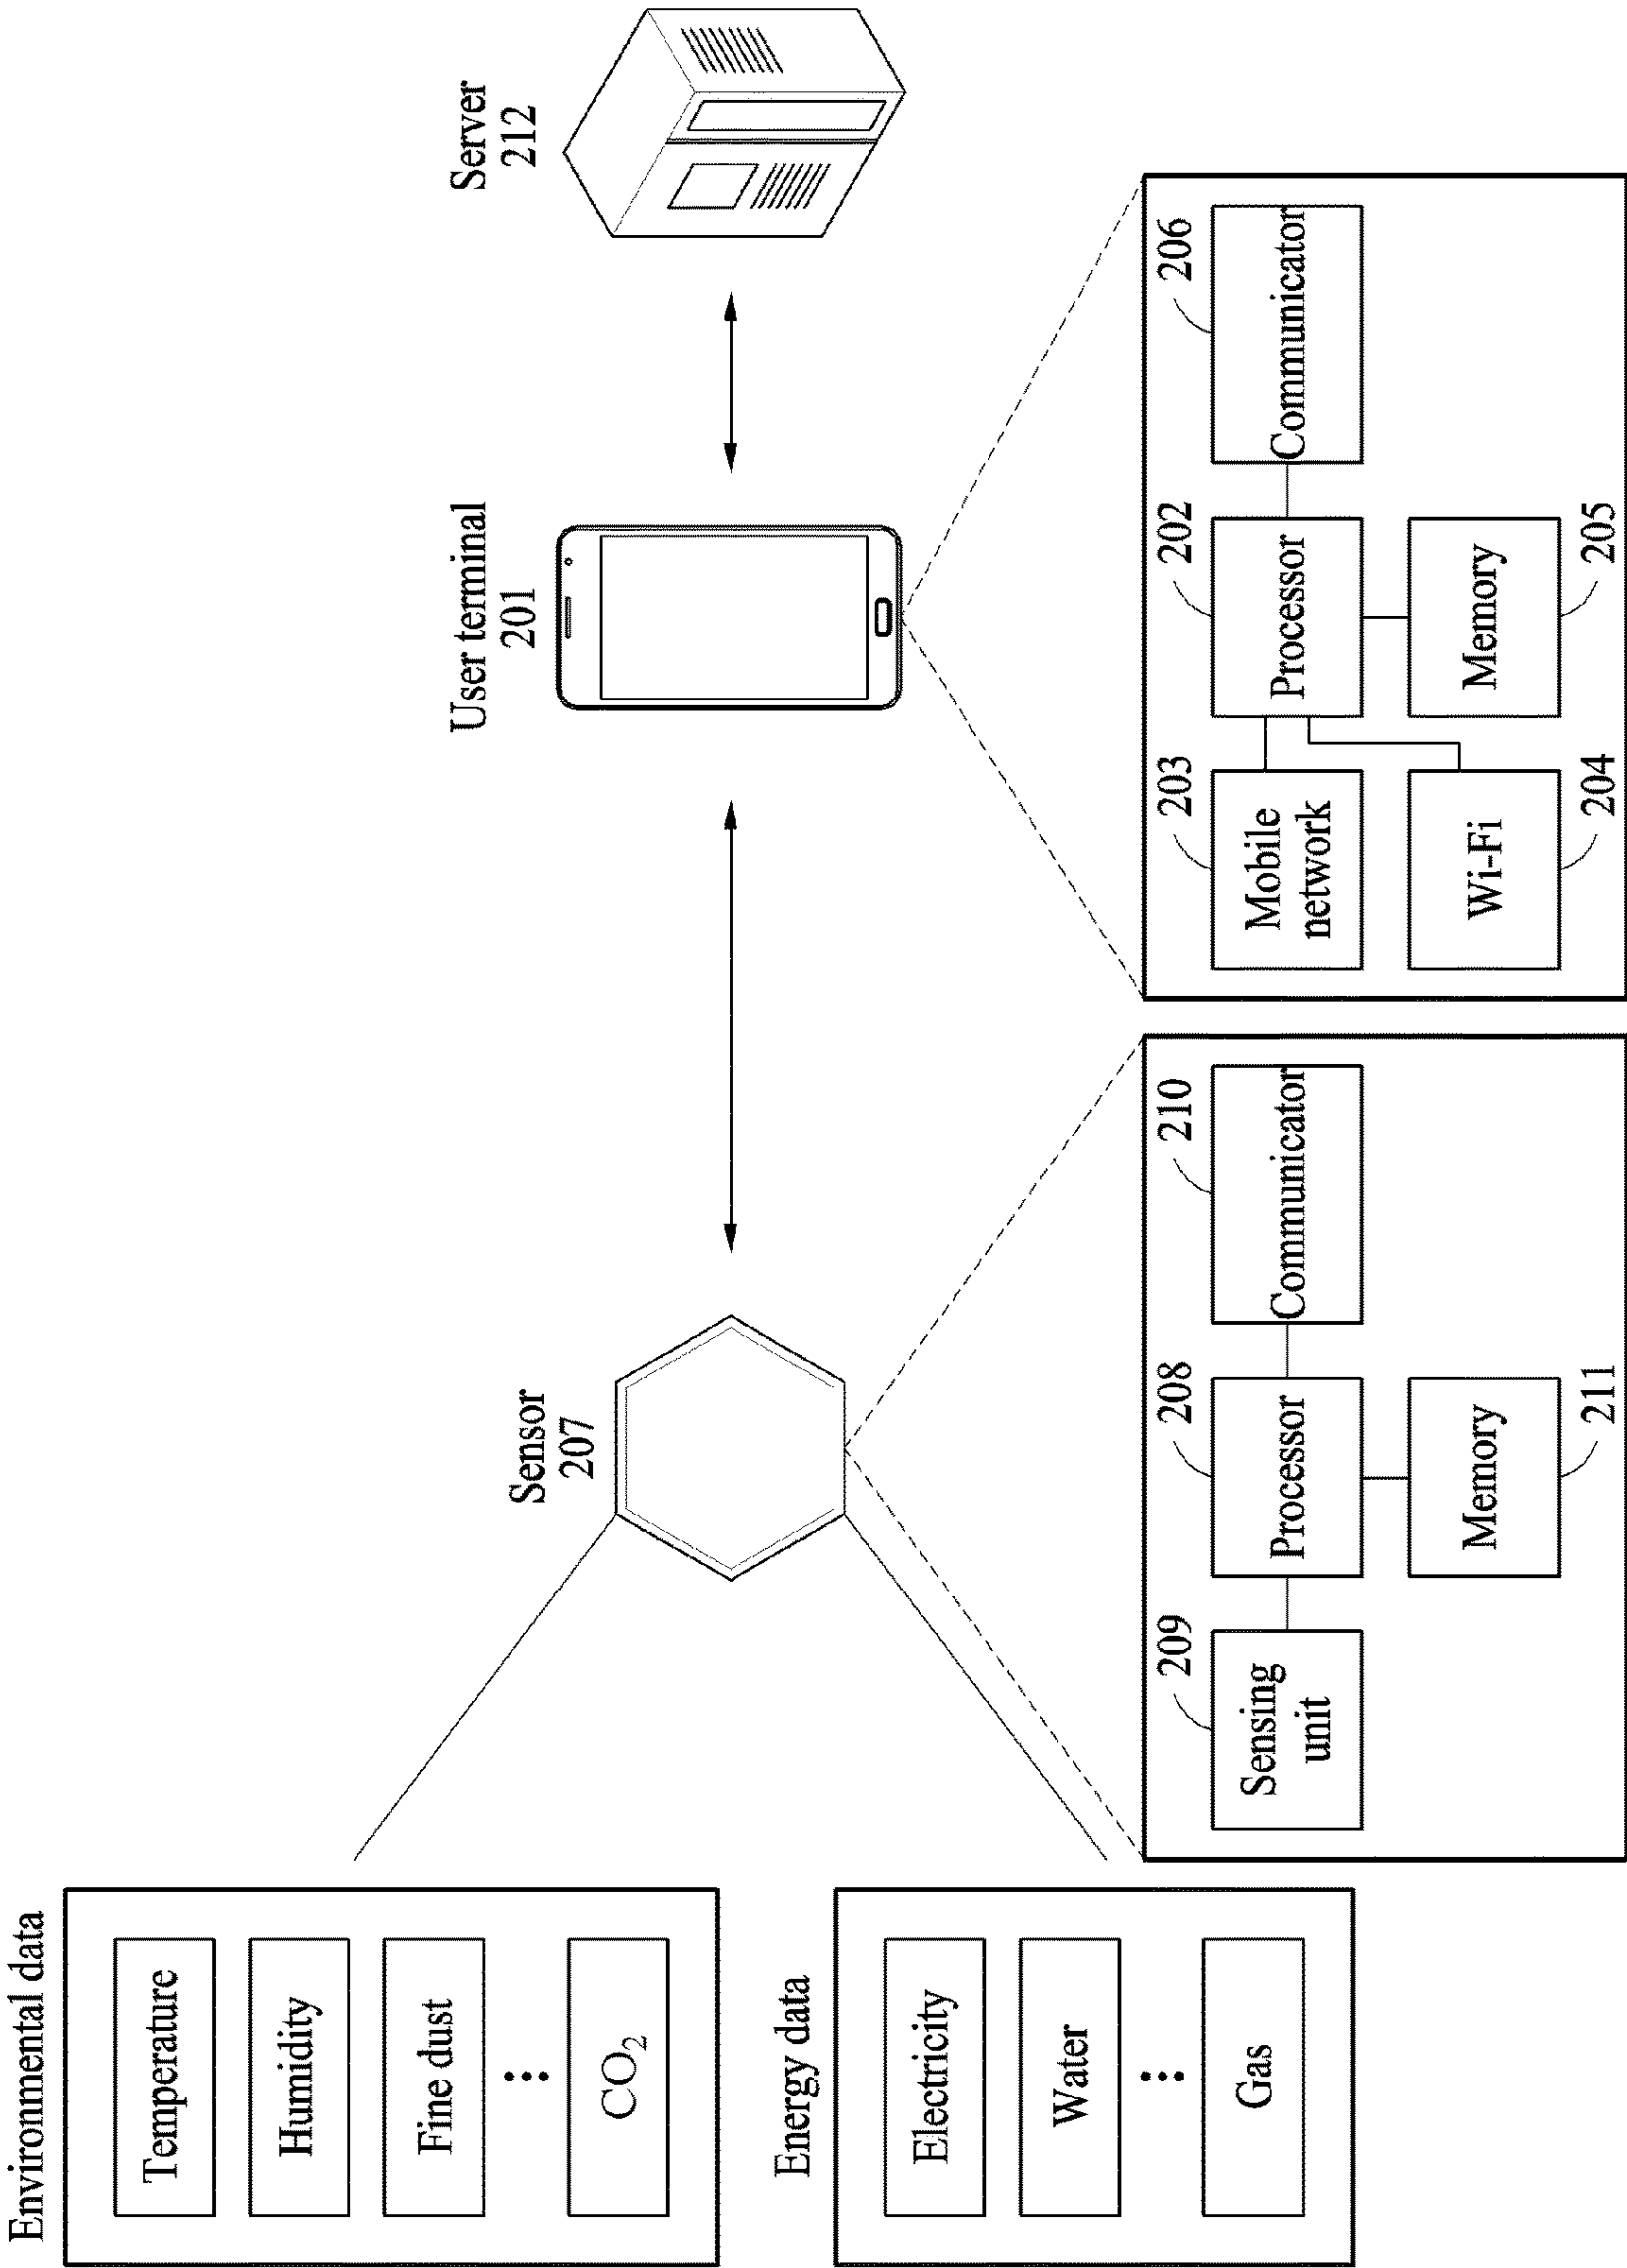 Environmental data
Temperature
Humidity
Fine dust
CO₂
Energy data
Electricity
Water
Gas
Sensor
207
User terminal
201
Server
212
209
Sensing
unit
208
Processor
210
Communicator
Memory
211
203
Mobile
network
202
Processor
206
Communicator
Wi-Fi
204
Memory
205